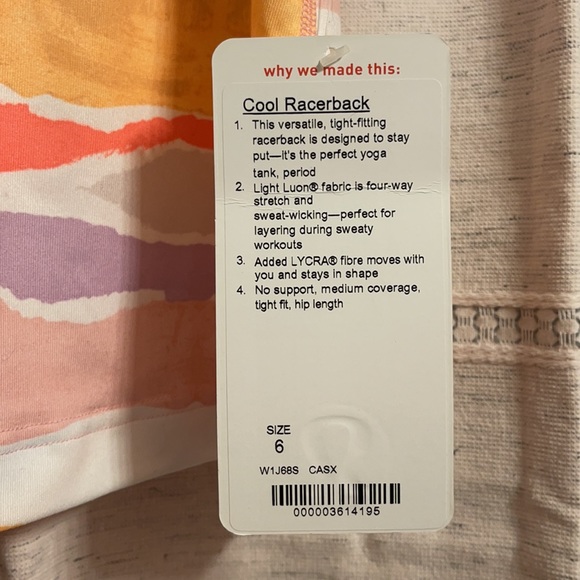 why we made this:
Cool Racerback
1. This versatile, tight-fitting
racerback is designed to stay
put—it's the perfect yoga
tank, period
2. Light Luon® fabric is four-way
stretch and
sweat-wicking—perfect for
layering during sweaty
workouts
3. Added LYCRA® fibre moves with
you and stays in shape
4. No support, medium coverage,
tight fit, hip length
SIZE
6
W1J68S CASX
000003614195